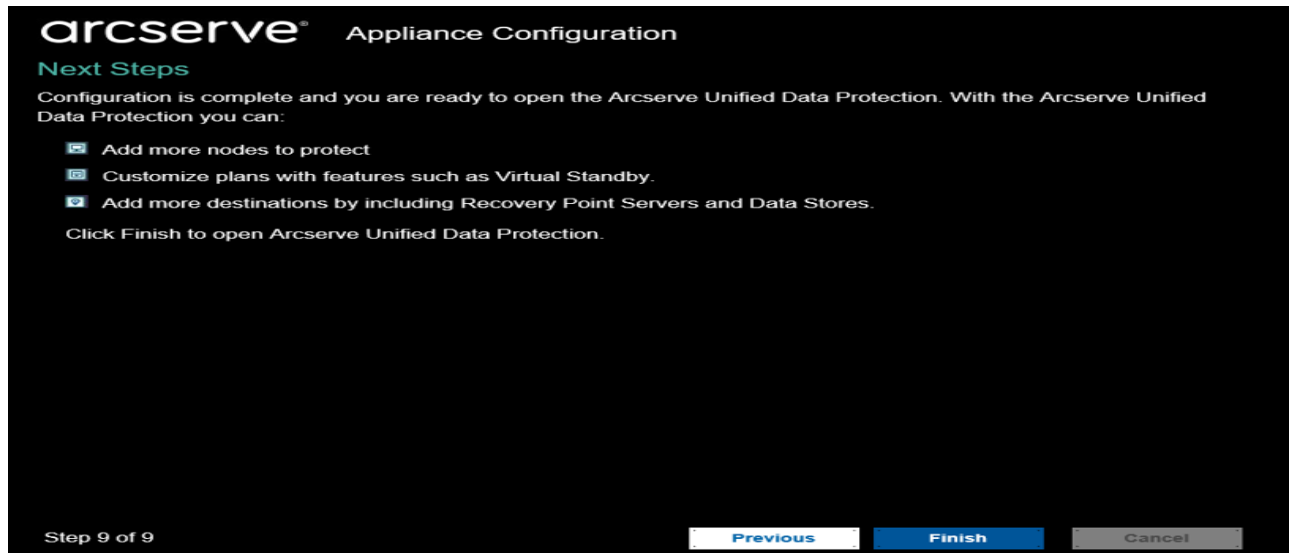 arcserve® Appliance Configuration
Next Steps
Configuration is complete and you are ready to open the Arcserve Unified Data Protection. With the Arcserve Unified
Data Protection you can:
Add more nodes to protect
Customize plans with features such as Virtual Standby.
Add more destinations by including Recovery Point Servers and Data Stores.
Click Finish to open Arcserve Unified Data Protection.
Step 9 of 9
Previous
Finish
Cancel